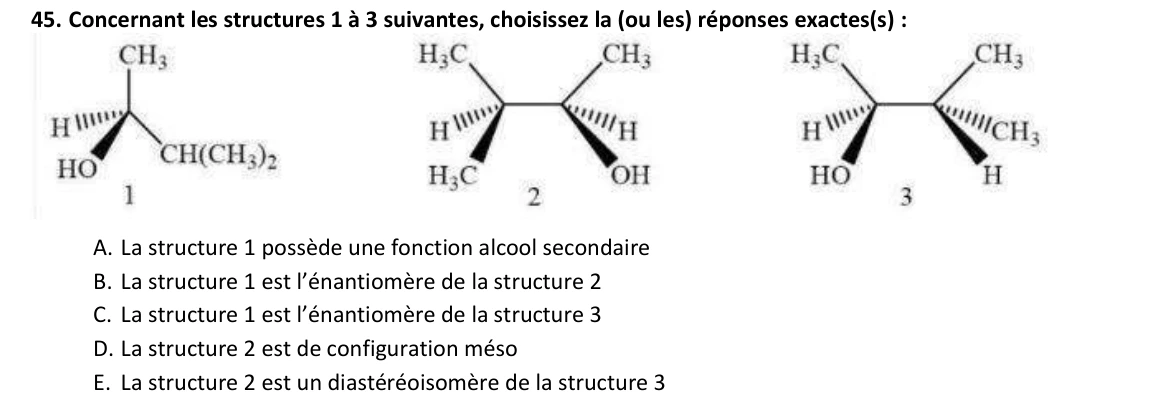 45. Concernant les structures 1 à 3 suivantes, choisissez la (ou les) réponses exactes(s) :
CH3 H3C CH3 H3C CH3
H H H H CH3
HO CH(CH3)2 H3C OH HO H
1 2 3
A. La structure 1 possède une fonction alcool secondaire
B. La structure 1 est l’énantiomère de la structure 2
C. La structure 1 est l’énantiomère de la structure 3
D. La structure 2 est de configuration méso
E. La structure 2 est un diastéréoisomère de la structure 3